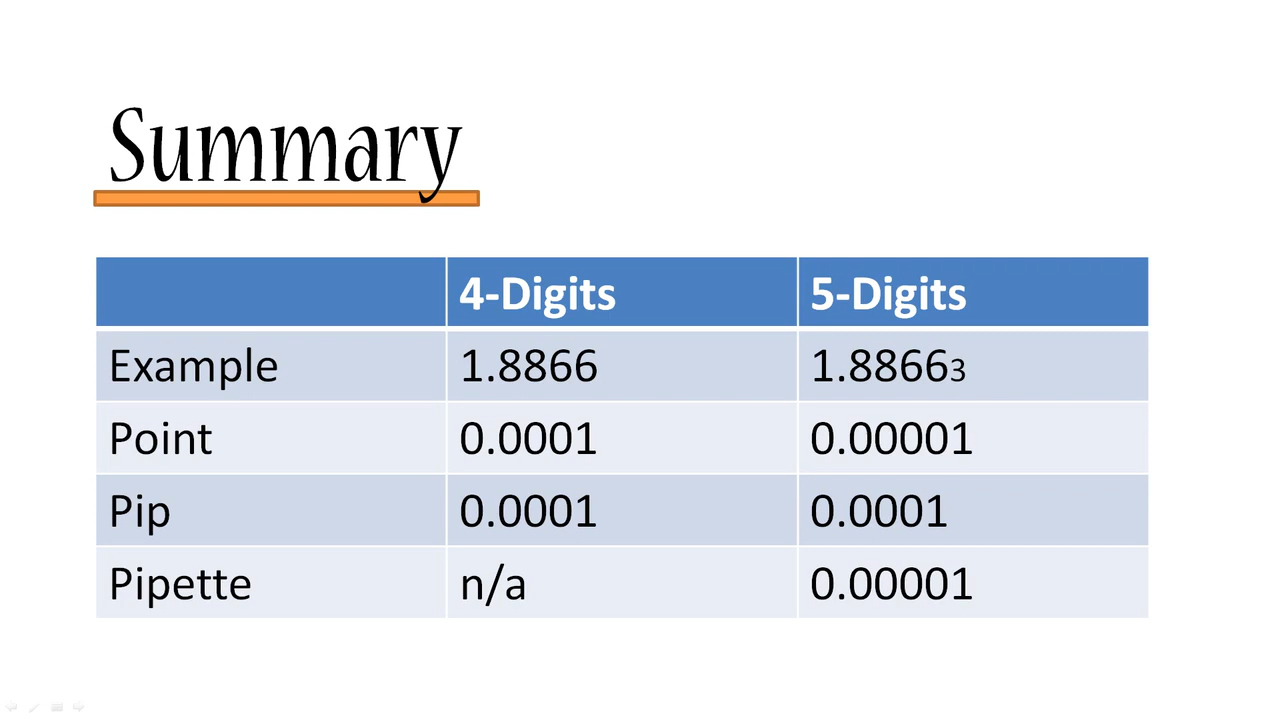 Summary
4-Digits 5-Digits
Example 1.8866 1.88663
Point 0.0001 0.00001
Pip 0.0001 0.0001
Pipette n/a 0.00001